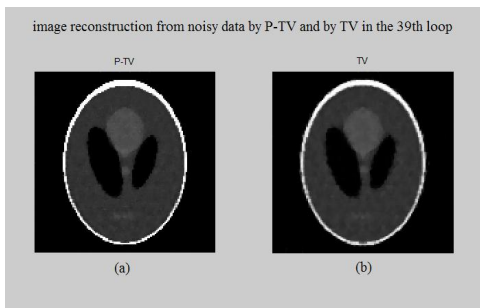 image reconstruction from noisy data by P-TV and by TV in the 39th loop
P-TV
TV
(a)
(b)